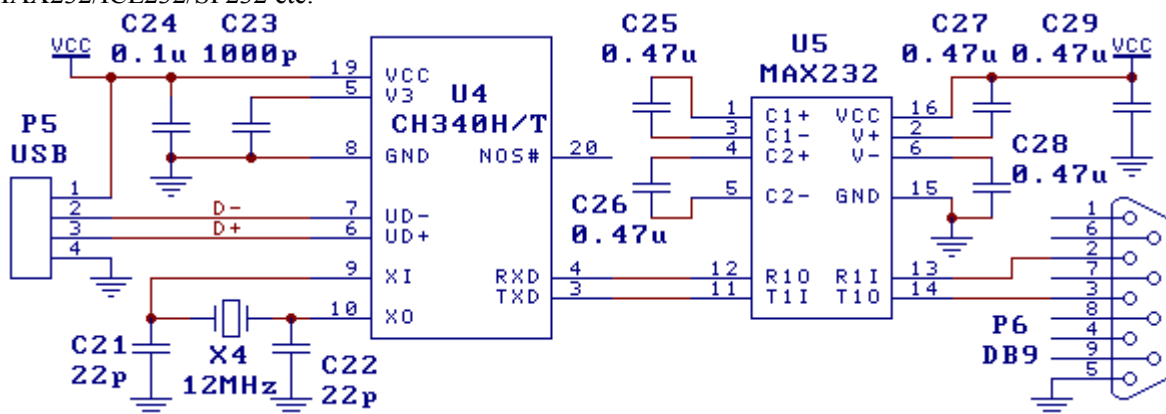 MAX232/ICL232/SP232 etc.
C24
0.1u
C23
1000p
VCC
P5
USB
1
2
3
4
D-
D+
19
5
8
7
6
9
10
VCC
V3
GND
UD-
UD+
XI
XO
U4
CH340H/T
NOS#
RXD
TXD
20
4
3
C21
22p
X4
12MHz
C22
22p
C25
0.47u
C26
0.47u
U5
MAX232
1
3
4
5
12
11
C1+
C1-
C2+
C2-
R1O
T1I
VCC
V+
V-
GND
R1I
T1O
16
2
6
15
13
14
C27
0.47u
C29
0.47u
VCC
C28
0.47u
1
6
2
7
3
8
4
9
5
P6
DB9